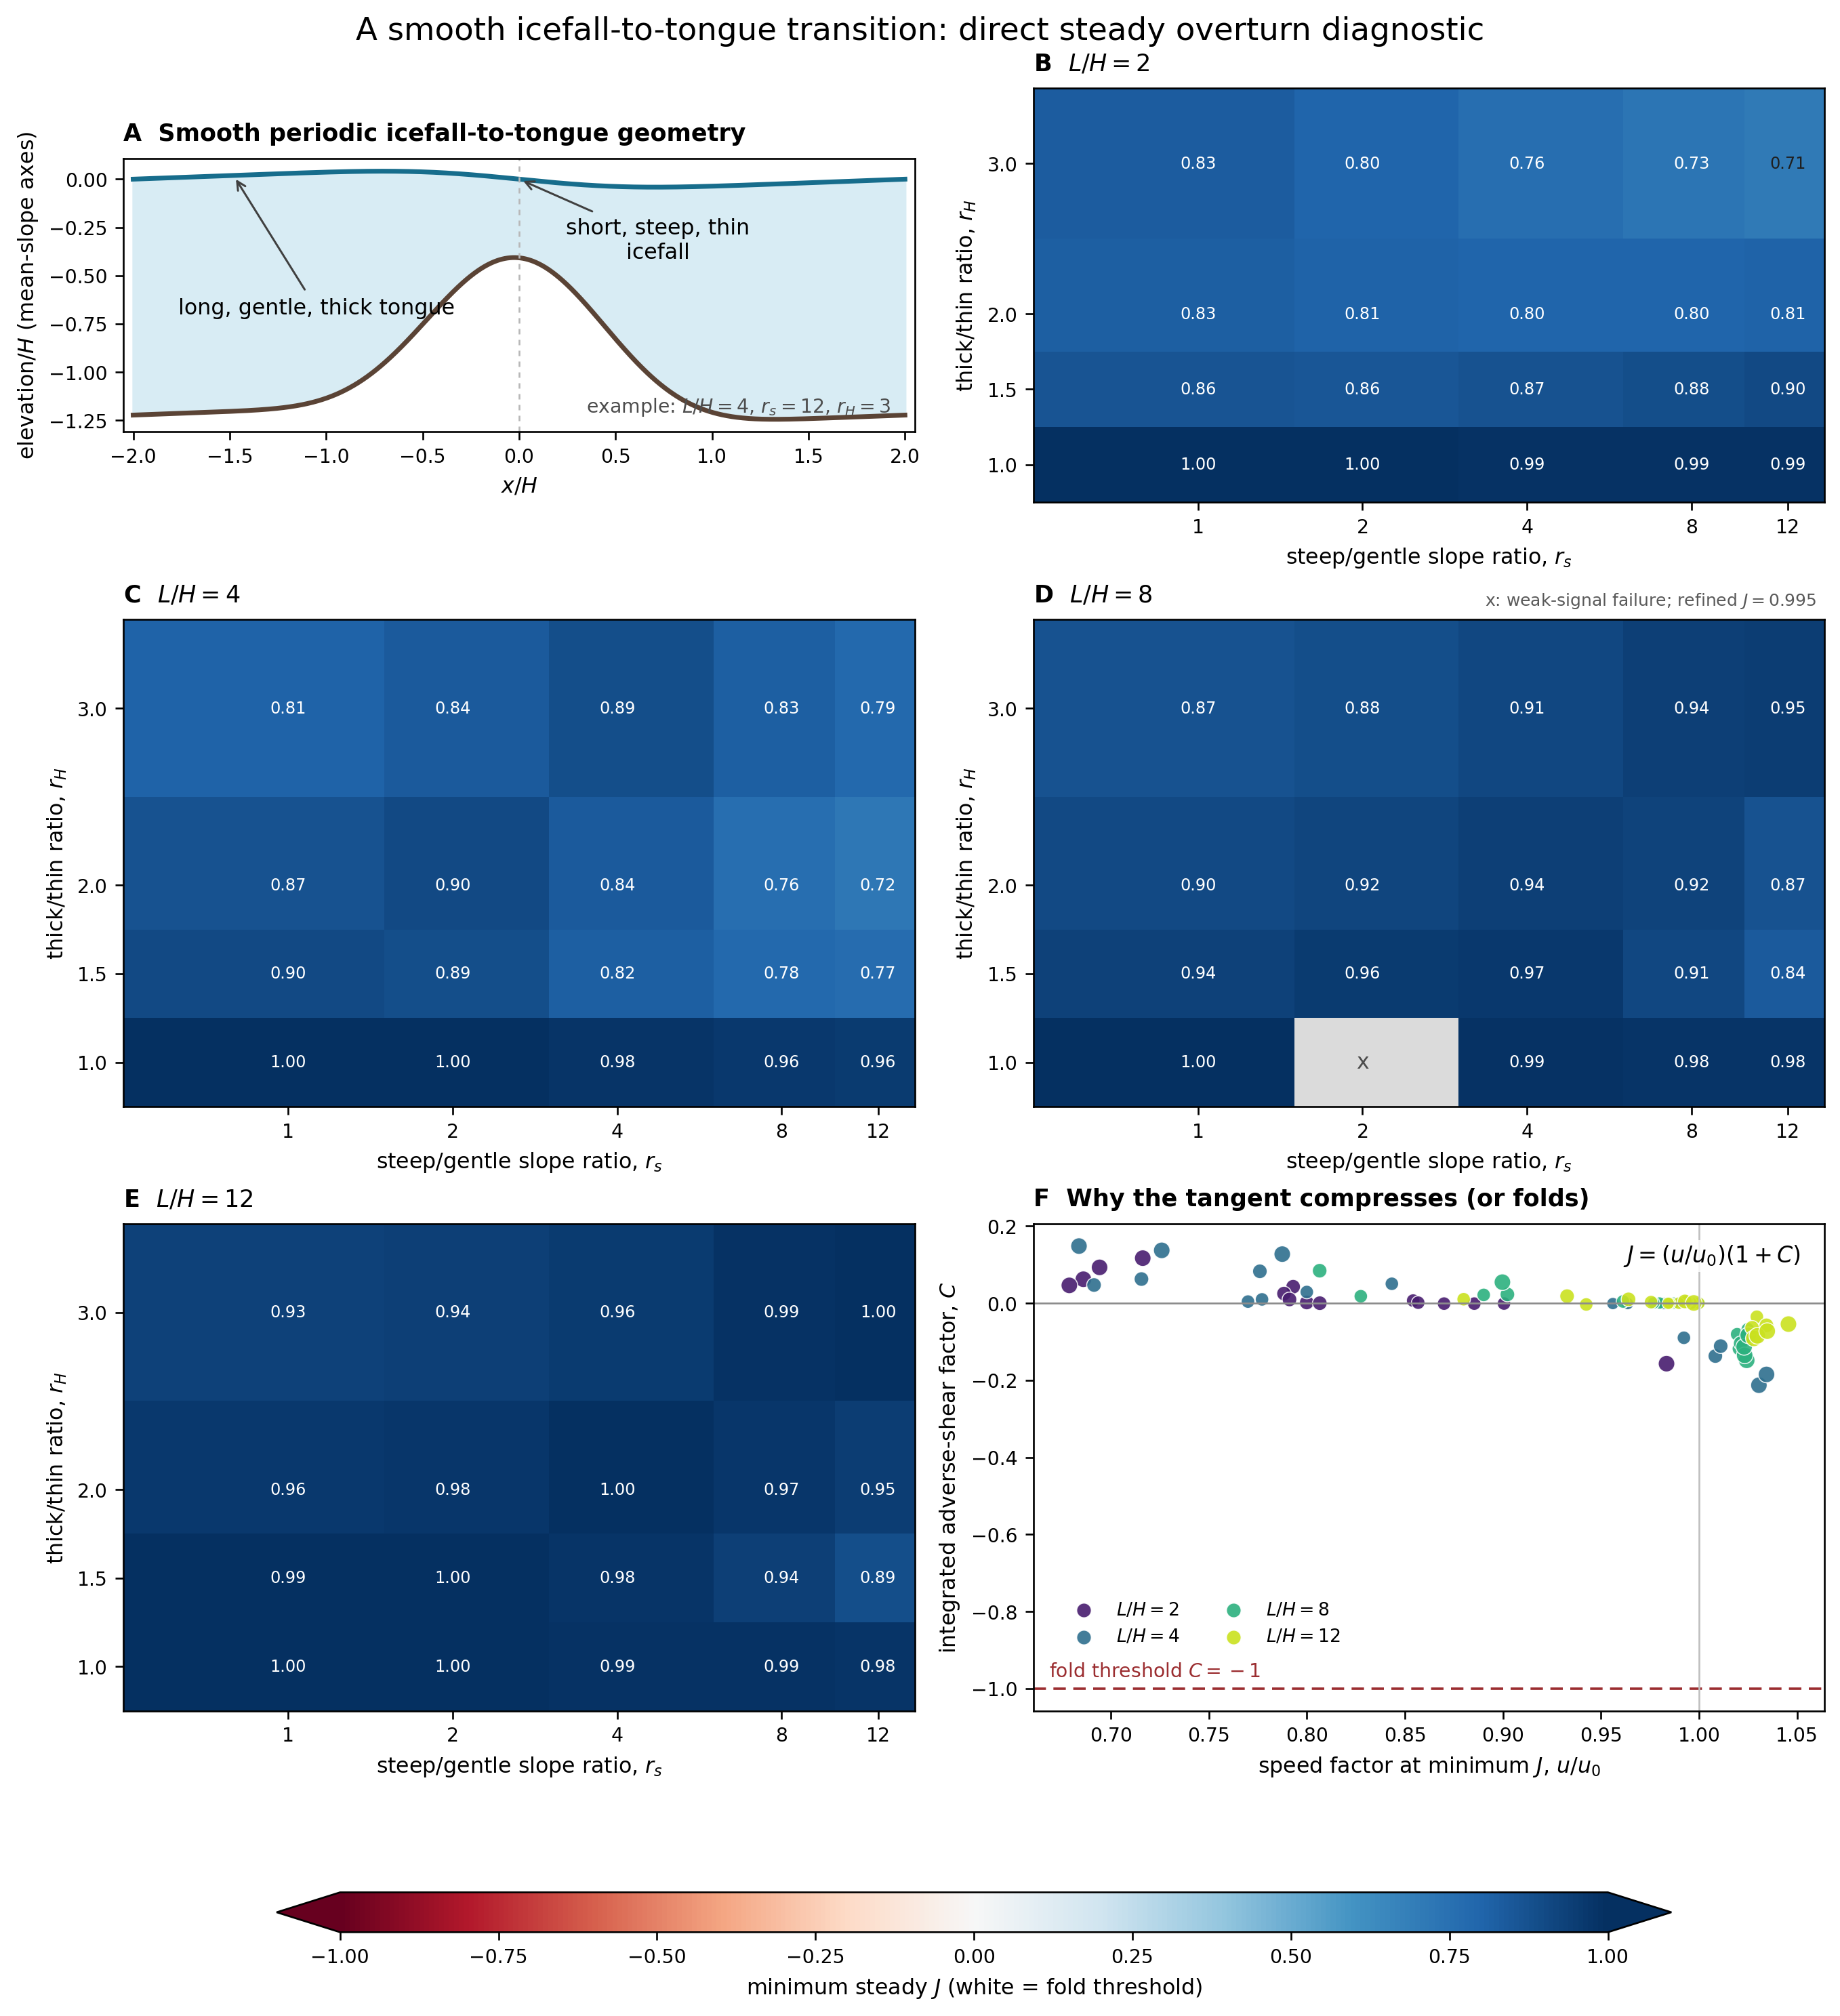 A smooth icefall-to-tongue transition: direct steady overturn diagnostic
A Smooth periodic icefall-to-tongue geometry
elevation/H (mean-slope axes)
0.00
−0.25
−0.50
−0.75
−1.00
−1.25
short, steep, thin
icefall
long, gentle, thick tongue
example: L/H = 4, r_s = 12, r_H = 3
−2.0 −1.5 −1.0 −0.5 0.0 0.5 1.0 1.5 2.0
x/H
B L/H = 2
thick/thin ratio, r_H
3.0 0.83 0.80 0.76 0.73 0.71
2.0 0.83 0.81 0.80 0.80 0.81
1.5 0.86 0.86 0.87 0.88 0.90
1.0 1.00 1.00 0.99 0.99 0.99
1 2 4 8 12
steep/gentle slope ratio, r_s
C L/H = 4
thick/thin ratio, r_H
3.0 0.81 0.84 0.89 0.83 0.79
2.0 0.87 0.90 0.84 0.76 0.72
1.5 0.90 0.89 0.82 0.78 0.77
1.0 1.00 1.00 0.98 0.96 0.96
1 2 4 8 12
steep/gentle slope ratio, r_s
D L/H = 8
x: weak-signal failure; refined J = 0.995
thick/thin ratio, r_H
3.0 0.87 0.88 0.91 0.94 0.95
2.0 0.90 0.92 0.94 0.92 0.87
1.5 0.94 0.96 0.97 0.91 0.84
1.0 1.00 x 0.99 0.98 0.98
1 2 4 8 12
steep/gentle slope ratio, r_s
E L/H = 12
thick/thin ratio, r_H
3.0 0.93 0.94 0.96 0.99 1.00
2.0 0.96 0.98 1.00 0.97 0.95
1.5 0.99 1.00 0.98 0.94 0.89
1.0 1.00 1.00 0.99 0.99 0.98
1 2 4 8 12
steep/gentle slope ratio, r_s
F Why the tangent compresses (or folds)
integrated adverse-shear factor, C
0.2
0.0
−0.2
−0.4
−0.6
−0.8
−1.0
J = (u/u_0)(1 + C)
L/H = 2 L/H = 8
L/H = 4 L/H = 12
fold threshold C = −1
0.70 0.75 0.80 0.85 0.90 0.95 1.00 1.05
speed factor at minimum J, u/u_0
−1.00 −0.75 −0.50 −0.25 0.00 0.25 0.50 0.75 1.00
minimum steady J (white = fold threshold)